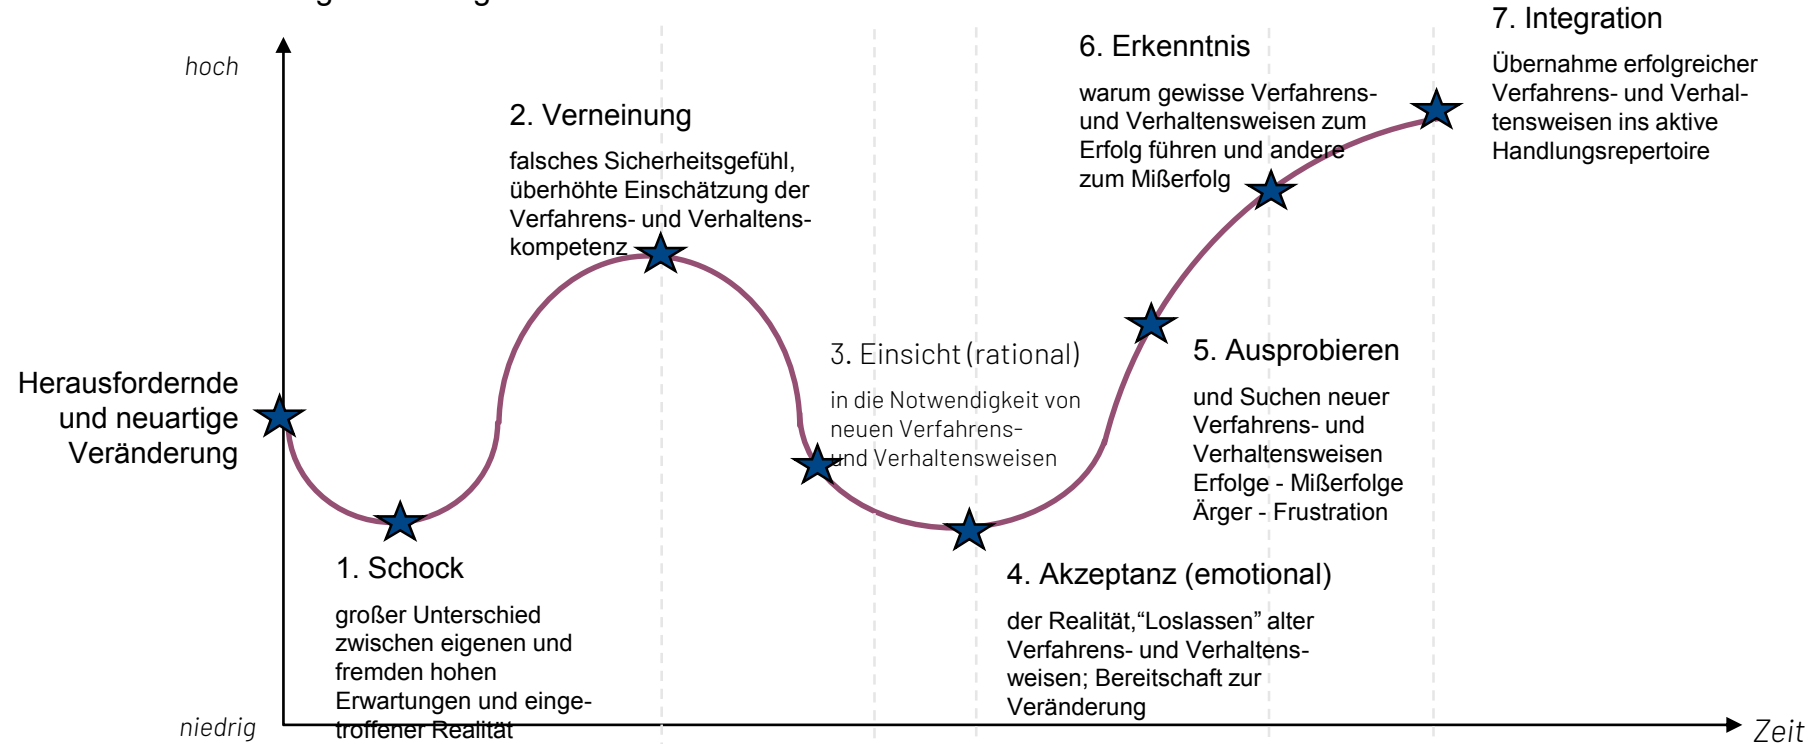 hoch
niedrig
Zeit
Herausfordernde
und neuartige
Veränderung
1. Schock
großer Unterschied
zwischen eigenen und
fremden hohen
Erwartungen und einge-
troffener Realität
2. Verneinung
falsches Sicherheitsgefühl,
überhöhte Einschätzung der
Verfahrens- und Verhaltens-
kompetenz
3. Einsicht (rational)
in die Notwendigkeit von
neuen Verfahrens-
und Verhaltensweisen
4. Akzeptanz (emotional)
der Realität,“Loslassen” alter
Verfahrens- und Verhaltens-
weisen; Bereitschaft zur
Veränderung
5. Ausprobieren
und Suchen neuer
Verfahrens- und
Verhaltensweisen
Erfolge - Mißerfolge
Ärger - Frustration
6. Erkenntnis
warum gewisse Verfahrens-
und Verhaltensweisen zum
Erfolg führen und andere
zum Mißerfolg
7. Integration
Übernahme erfolgreicher
Verfahrens- und Verhal-
tensweisen ins aktive
Handlungsrepertoire